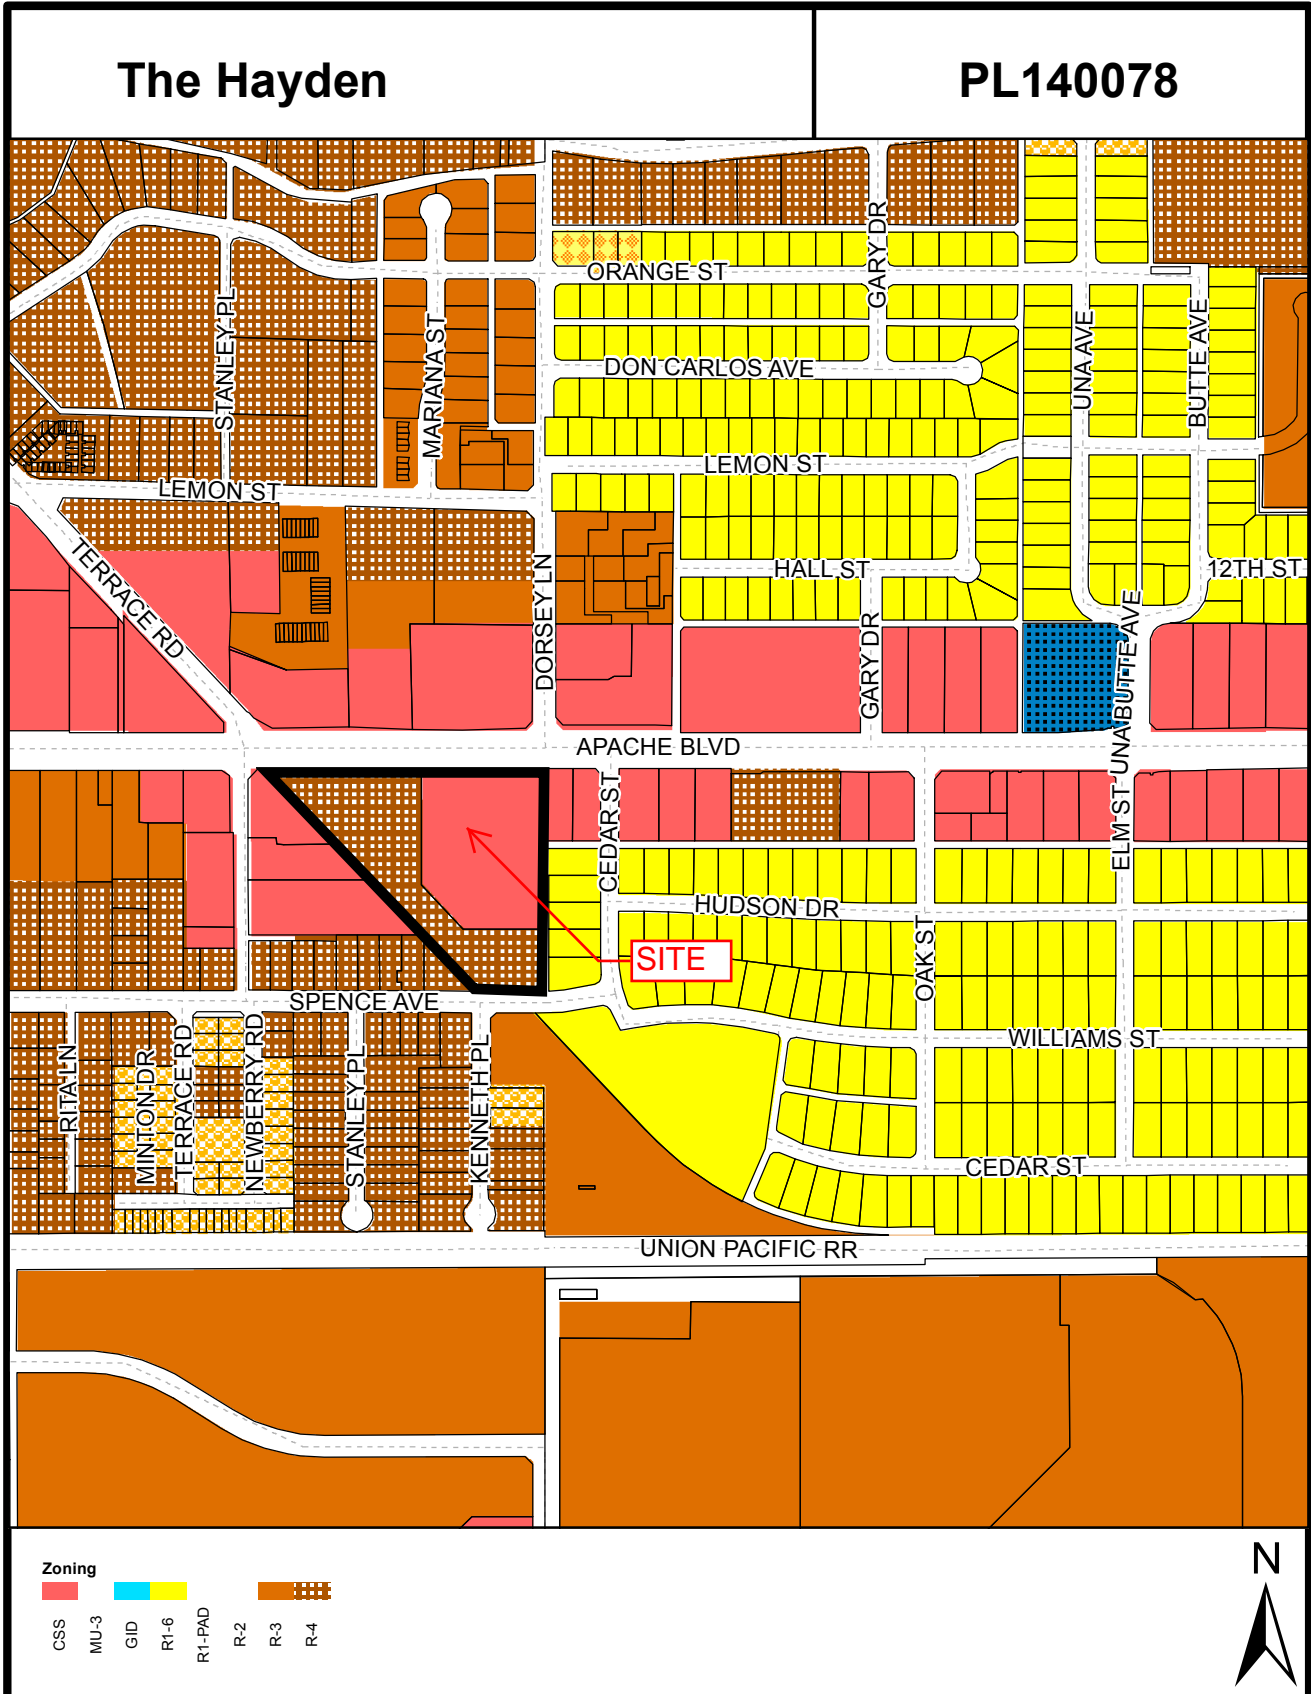 The Hayden
PL140078
ORANGE ST
GARY DR
STANLEY PL
MARIANA ST
DON CARLOS AVE
UNA AVE
BUTTE AVE
LEMON ST
LEMON ST
TERRACE RD
DORSEY LN
HALL ST
12TH ST
GARY DR
UNA BUTTE AVE
APACHE BLVD
CEDAR ST
ELM ST
HUDSON DR
OAK ST
SITE
SPENCE AVE
RITA LN
MINTON DR
TERRACE RD
NEWBERRY RD
STANLEY PL
KENNETH PL
WILLIAMS ST
CEDAR ST
UNION PACIFIC RR
Zoning
CSS
MU-3
GID
R1-6
R1-PAD
R-2
R-3
R-4
N